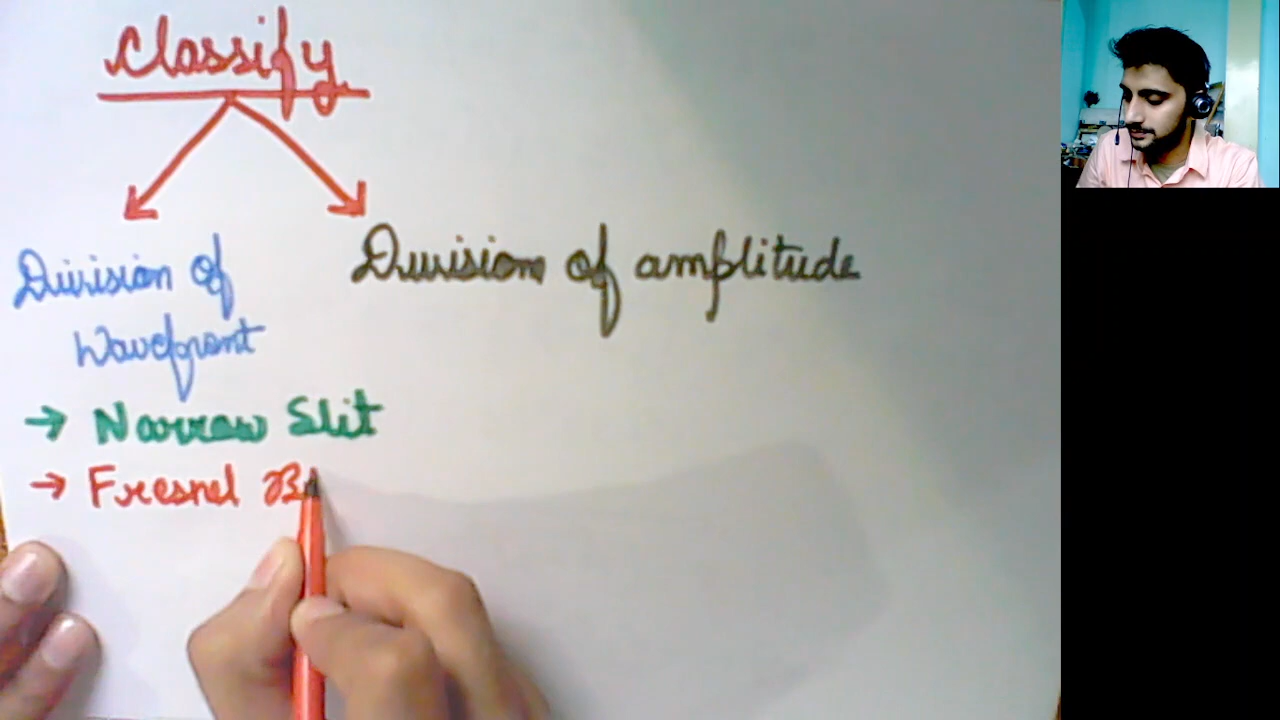 Classify
Division of
Wavefront
Division of amplitude
→ Narrow Slit
→ Fresnel B